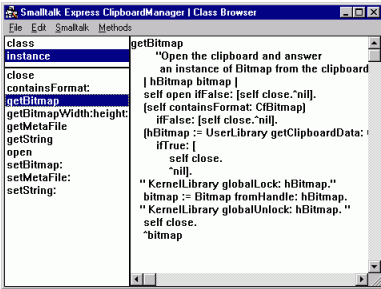 Smalltalk Express ClipboardManager | Class Browser
File Edit Smalltalk Methods
class
instance
close
containsFormat:
getBitmap
getBitmapWidth:height:
getMetaFile
getString
open
setBitmap:
setMetaFile:
setString:
getBitmap
"Open the clipboard and answer
an instance of Bitmap from the clipboard
| hBitmap bitmap |
self open ifFalse: [self close.^nil].
(self containsFormat: CfBitmap)
ifFalse: [self close.^nil].
(hBitmap := UserLibrary getClipboardData:
ifTrue: [
self close.
^nil].
" KernelLibrary globalLock: hBitmap."
bitmap := Bitmap fromHandle: hBitmap.
" KernelLibrary globalUnlock: hBitmap. "
self close.
^bitmap